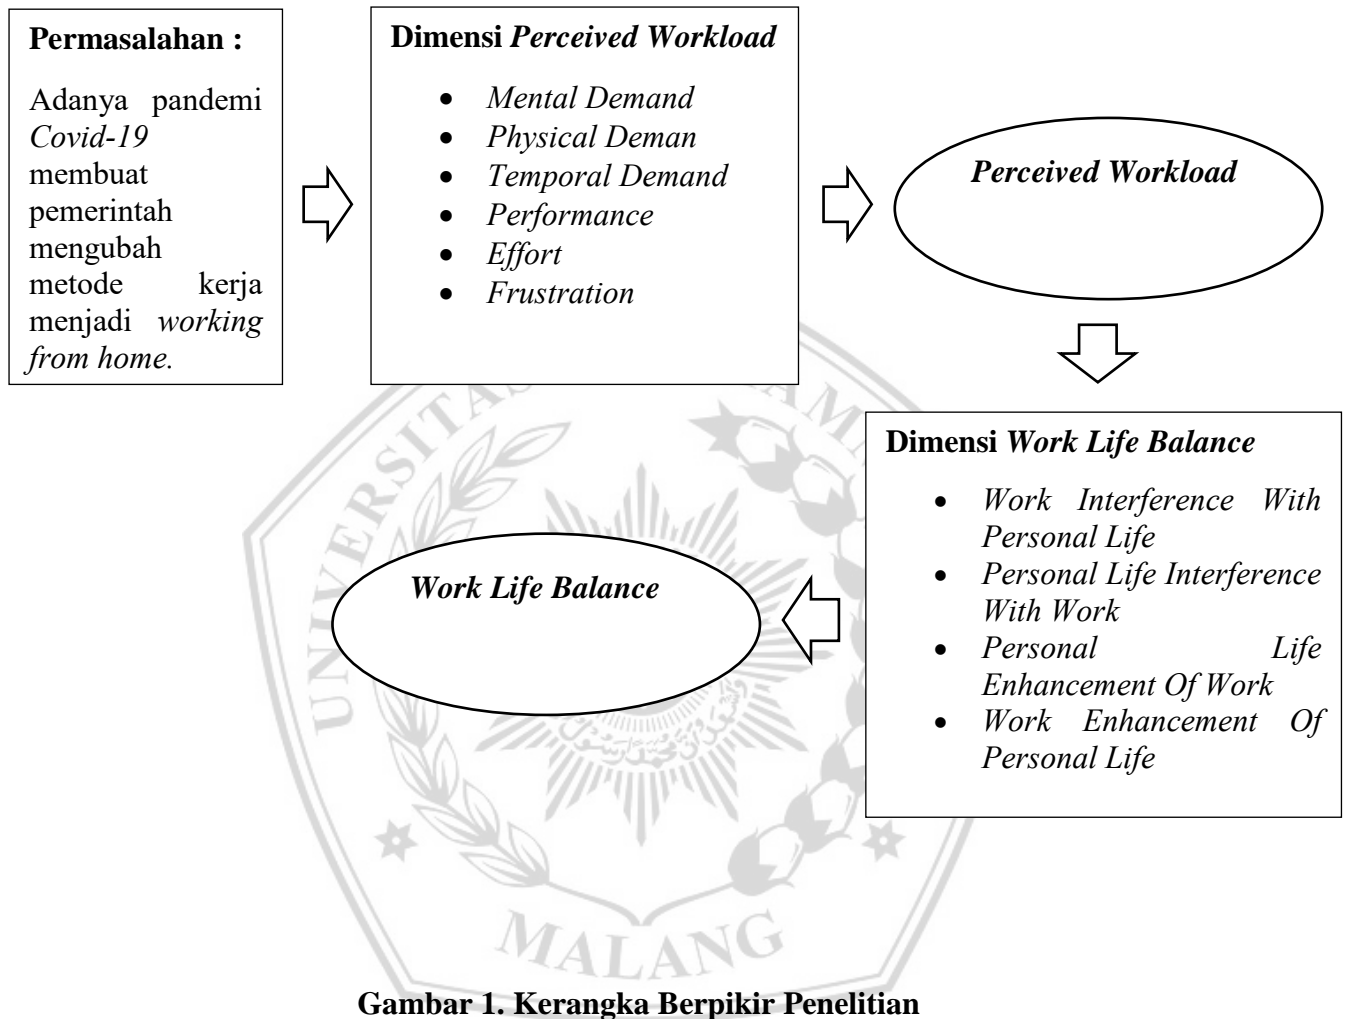 Permasalahan :
Adanya pandemi
Covid-19
membuat
pemerintah
mengubah
metode kerja
menjadi working
from home.
Dimensi Perceived Workload
• Mental Demand
• Physical Deman
• Temporal Demand
• Performance
• Effort
• Frustration
Perceived Workload
Dimensi Work Life Balance
• Work Interference With
Personal Life
• Personal Life Interference
With Work
• Personal Life
Enhancement Of Work
• Work Enhancement Of
Personal Life
Work Life Balance
MALANG
Gambar 1. Kerangka Berpikir Penelitian